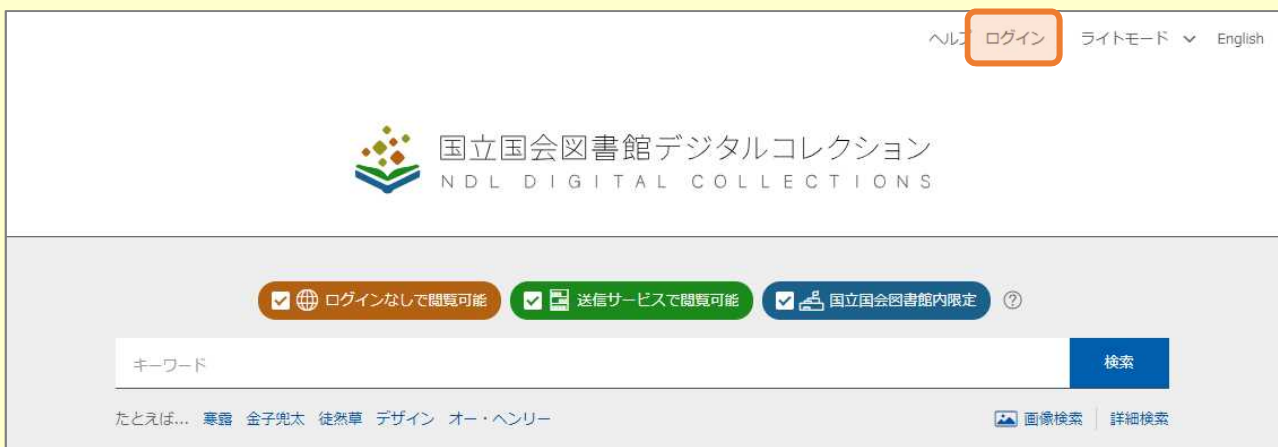 ヘルプ ログイン ライトモード English
国立国会図書館デジタルコレクション
NDL DIGITAL COLLECTIONS
ログインなしで閲覧可能 送信サービスで閲覧可能 国立国会図書館内限定 ?
キーワード 検索
たとえば... 寒露 金子兜太 徒然草 デザイン オー・ヘンリー 画像検索 詳細検索